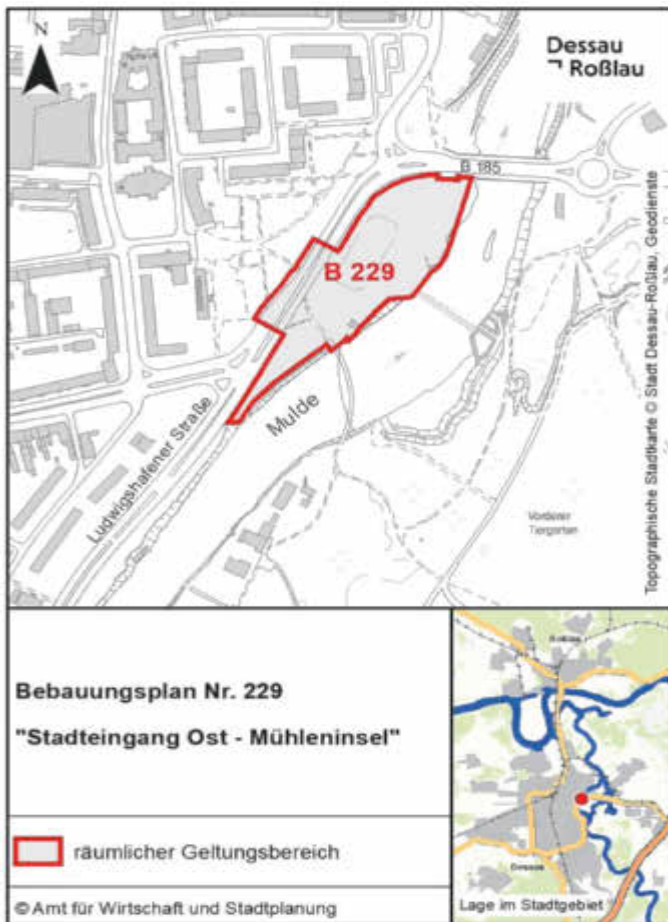 N
Dessau
Roßlau
B 185
B 229
Mulde
Ludwigshafener Straße
Vorderer
Tiergarten
Topographische Stadtkarte © Stadt Dessau-Roßlau, Geodienste
Bebauungsplan Nr. 229
"Stadteingang Ost - Mühleninsel"
räumlicher Geltungsbereich
© Amt für Wirtschaft und Stadtplanung
Roßlau
Dessau
Lage im Stadtgebiet